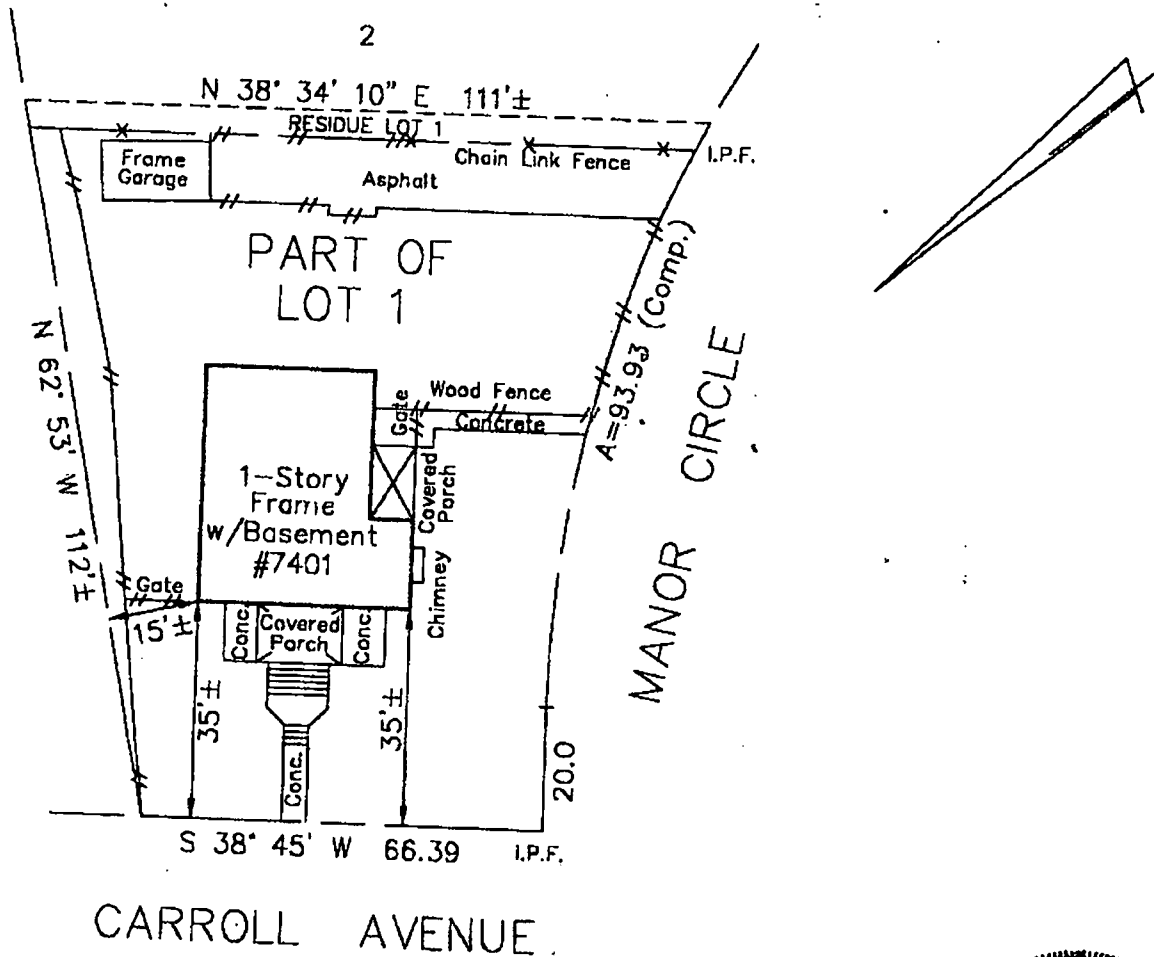 2
N 38° 34' 10" E 111'±
RESIDUE LOT 1
Frame
Garage
Chain Link Fence
I.P.F.
Asphalt
PART OF
LOT 1
A=93.93 (Comp.)
N 62° 53' W 112'±
MANOR CIRCLE
Wood Fence
Gate
Concrete
1-Story
Frame
w/Basement
#7401
Covered
Porch
Chimney
Gate
15'±
Conc.
Covered
Porch
Conc.
35'±
35'±
Conc.
20.0
S 38° 45' W 66.39
I.P.F.
CARROLL AVENUE